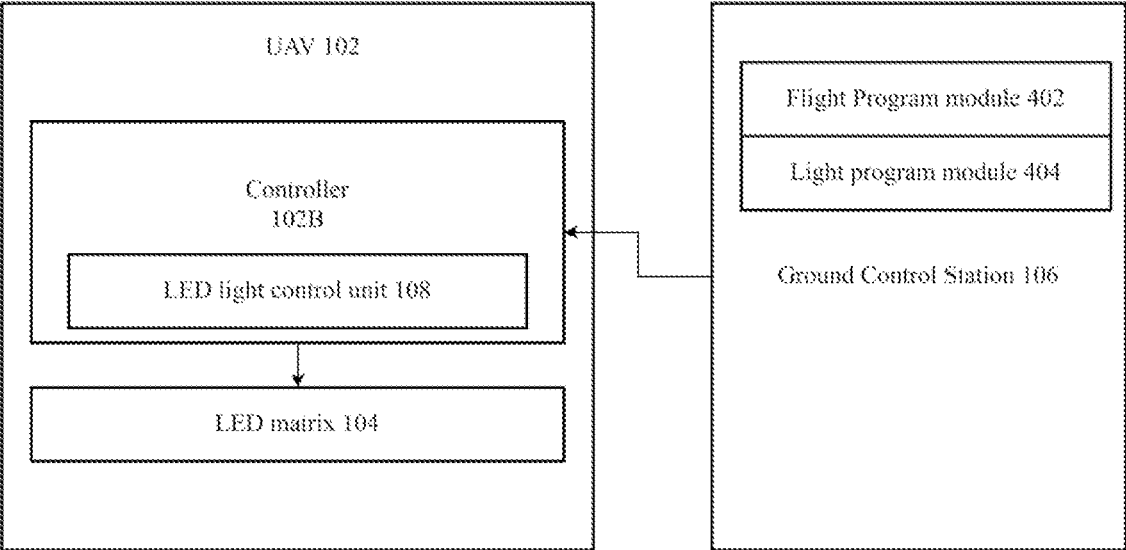 UAV 102
Controller
102B
LED light control unit 108
LED matrix 104
Flight Program module 402
Light program module 404
Ground Control Station 106